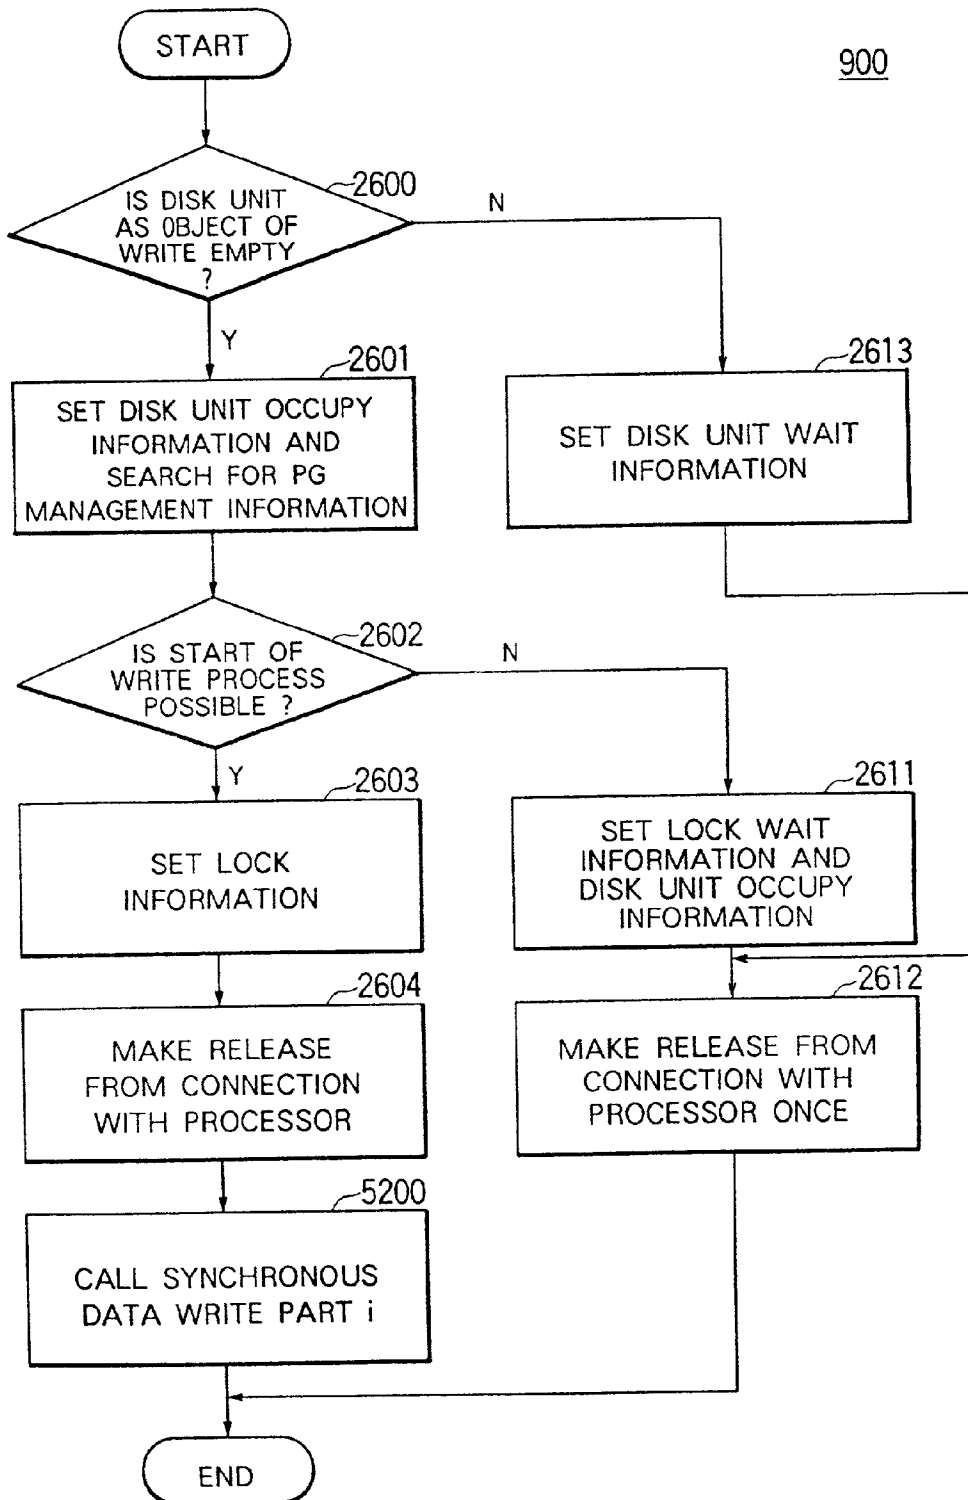 START
900
2600
IS DISK UNIT
AS OBJECT OF
WRITE EMPTY
?
N
Y
2601
SET DISK UNIT OCCUPY
INFORMATION AND
SEARCH FOR PG
MANAGEMENT INFORMATION
2613
SET DISK UNIT WAIT
INFORMATION
2602
IS START OF
WRITE PROCESS
POSSIBLE ?
N
Y
2603
SET LOCK
INFORMATION
2611
SET LOCK WAIT
INFORMATION AND
DISK UNIT OCCUPY
INFORMATION
2604
MAKE RELEASE
FROM CONNECTION
WITH PROCESSOR
2612
MAKE RELEASE FROM
CONNECTION WITH
PROCESSOR ONCE
5200
CALL SYNCHRONOUS
DATA WRITE PART i
END